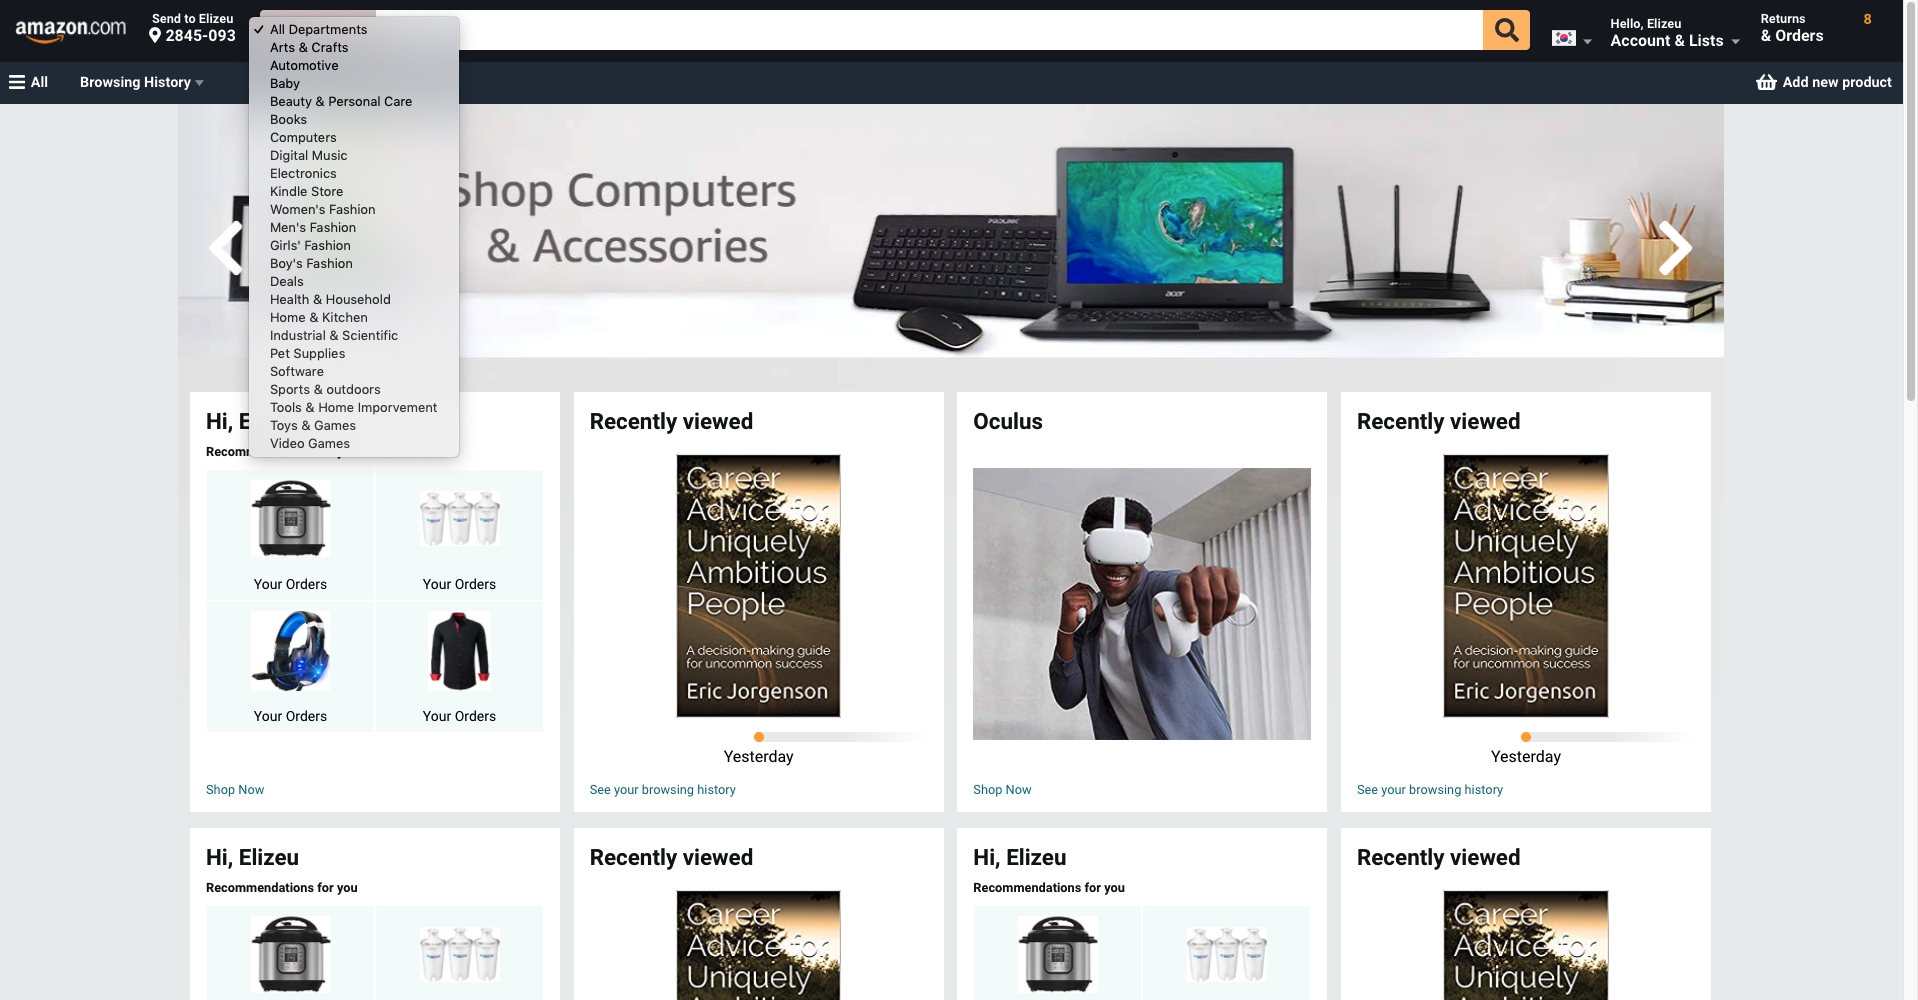 amazon.com
Send to Elizeu
2845-093
Hello, Elizeu
Account & Lists
Returns
& Orders
8
All
Browsing History
Add new product
✓ All Departments
Arts & Crafts
Automotive
Baby
Beauty & Personal Care
Books
Computers
Digital Music
Electronics
Kindle Store
Women's Fashion
Men's Fashion
Girls' Fashion
Boy's Fashion
Deals
Health & Household
Home & Kitchen
Industrial & Scientific
Pet Supplies
Software
Sports & outdoors
Tools & Home Imporvement
Toys & Games
Video Games
Shop Computers
& Accessories
PROLINK
acer
Hi, E
Recom
Your Orders
Your Orders
Your Orders
Your Orders
Shop Now
Recently viewed
Career
Advice for
Uniquely
Ambitious
People
A decision-making guide
for uncommon success
Eric Jorgenson
Yesterday
See your browsing history
Oculus
Shop Now
Recently viewed
Career
Advice for
Uniquely
Ambitious
People
A decision-making guide
for uncommon success
Eric Jorgenson
Yesterday
See your browsing history
Hi, Elizeu
Recommendations for you
Recently viewed
Career
Advice for
Uniquely
Ambitious
Hi, Elizeu
Recommendations for you
Recently viewed
Career
Advice for
Uniquely
Ambitious